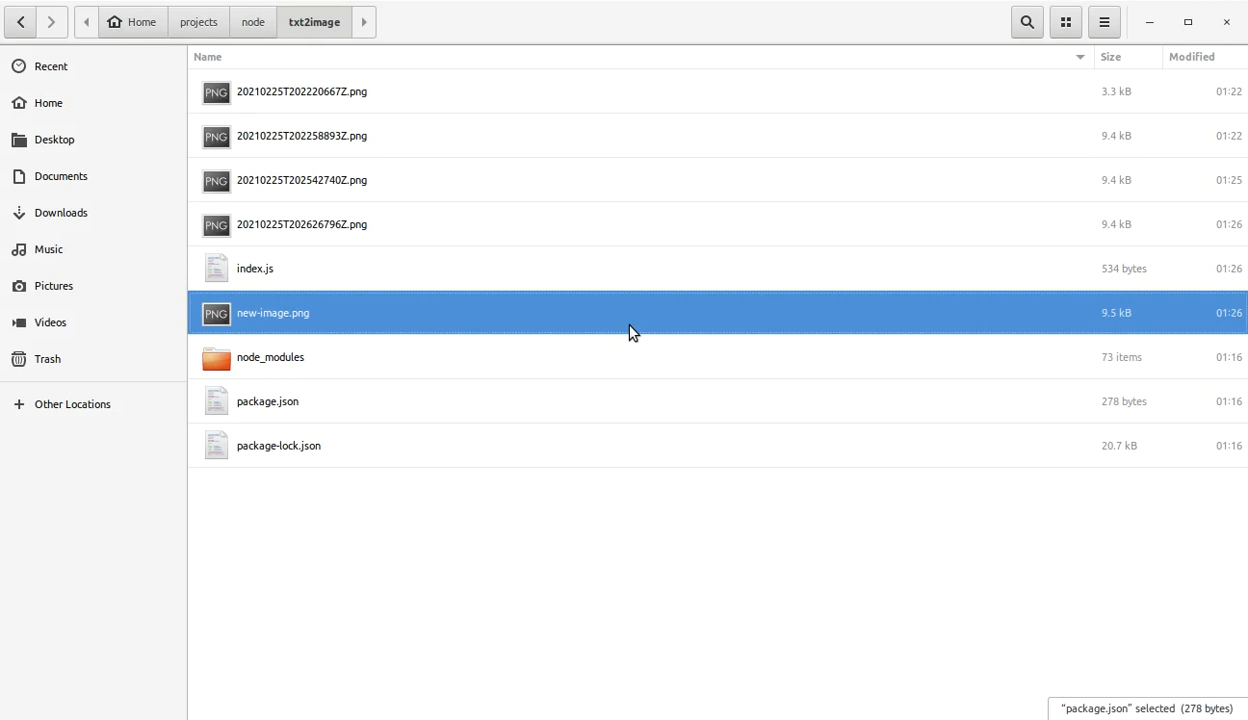 Home projects node txt2image
Recent
Home
Desktop
Documents
Downloads
Music
Pictures
Videos
Trash
Other Locations
Name Size Modified
PNG 20210225T202220667Z.png 3.3 kB 01:22
PNG 20210225T202258893Z.png 9.4 kB 01:22
PNG 20210225T202542740Z.png 9.4 kB 01:25
PNG 20210225T202626796Z.png 9.4 kB 01:26
index.js 534 bytes 01:26
PNG new-image.png 9.5 kB 01:26
node_modules 73 items 01:16
package.json 278 bytes 01:16
package-lock.json 20.7 kB 01:16
"package.json" selected (278 bytes)